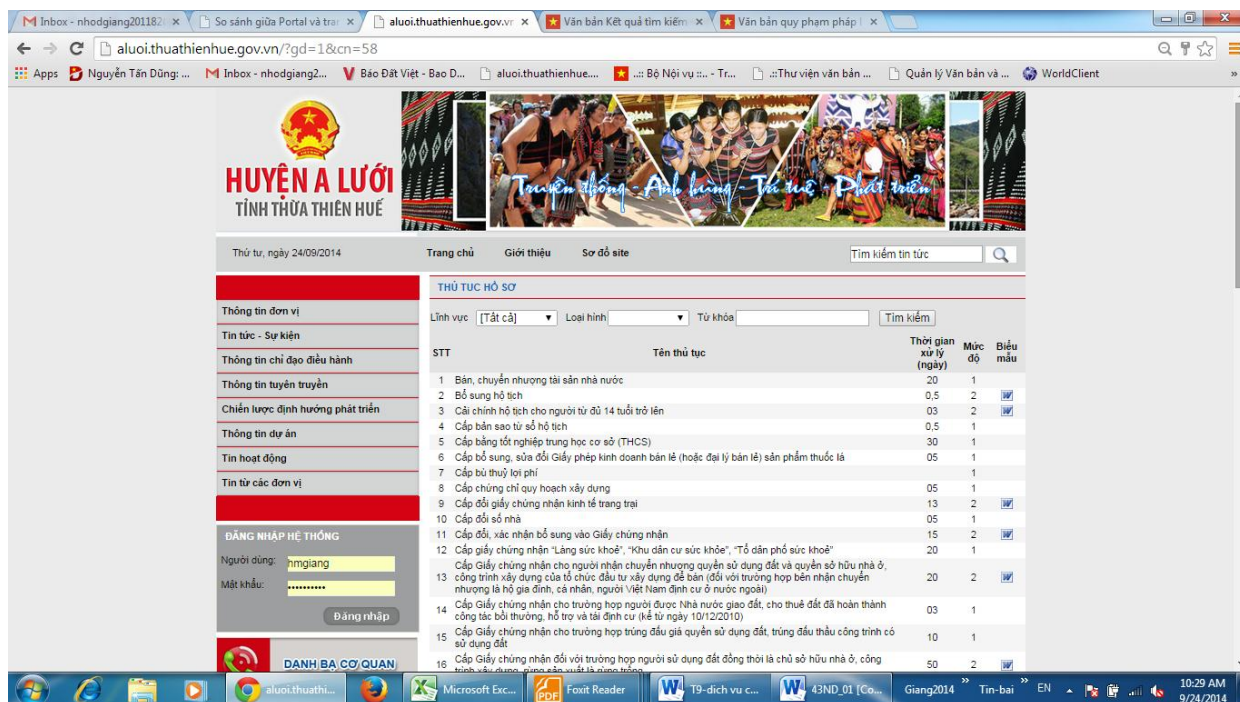 Inbox - nhodgiang201182
So sánh giữa Portal và tra
aluoi.thuathienhue.gov.vn
Văn bản Kết quả tìm kiếm
Văn bản quy phạm pháp l
aluoi.thuathienhue.gov.vn/?gd=1&cn=58
Apps
Nguyễn Tấn Dũng: ...
Inbox - nhodgiang2...
Báo Đất Việt - Bao D...
aluoi.thuathienhue....
..:: Bộ Nội vụ ::.. - Tr...
.::Thư viện văn bản ...
Quản lý Văn bản và ...
WorldClient
»
HUYỆN A LƯỚI
TỈNH THỪA THIÊN HUẾ
Truyền thống - Anh hùng - Trí tuệ - Phát triển
Thứ tư, ngày 24/09/2014
Trang chủ
Giới thiệu
Sơ đồ site
Tìm kiếm tin tức
Thông tin đơn vị
Tin tức - Sự kiện
Thông tin chỉ đạo điều hành
Thông tin tuyên truyền
Chiến lược định hướng phát triển
Thông tin dự án
Tin hoạt động
Tin từ các đơn vị
ĐĂNG NHẬP HỆ THỐNG
Người dùng: hmgiang
Mật khẩu: ••••••••••
Đăng nhập
DANH BẠ CƠ QUAN
THỦ TỤC HỒ SƠ
Lĩnh vực [Tất cả] Loại hình Từ khóa Tìm kiếm
STT Tên thủ tục Thời gian xử lý (ngày) Mức độ Biểu mẫu
1 Bán, chuyển nhượng tài sản nhà nước 20 1
2 Bổ sung hộ tịch 0,5 2
3 Cải chính hộ tịch cho người từ đủ 14 tuổi trở lên 03 2
4 Cấp bản sao từ sổ hộ tịch 0,5 1
5 Cấp bằng tốt nghiệp trung học cơ sở (THCS) 30 1
6 Cấp bổ sung, sửa đổi Giấy phép kinh doanh bán lẻ (hoặc đại lý bán lẻ) sản phẩm thuốc lá 05 1
7 Cấp bù thuỷ lợi phí 1
8 Cấp chứng chỉ quy hoạch xây dựng 05 1
9 Cấp đổi giấy chứng nhận kinh tế trang trại 13 2
10 Cấp đổi số nhà 05 1
11 Cấp đổi, xác nhận bổ sung vào Giấy chứng nhận 15 2
12 Cấp giấy chứng nhận “Làng sức khoẻ”, “Khu dân cư sức khỏe”, “Tổ dân phố sức khoẻ” 20 1
Cấp Giấy chứng nhận cho người nhận chuyển nhượng quyền sử dụng đất và quyền sở hữu nhà ở,
13 công trình xây dựng của tổ chức đầu tư xây dựng để bán (đối với trường hợp bên nhận chuyển 20 2
nhượng là hộ gia đình, cá nhân, người Việt Nam định cư ở nước ngoài)
14 Cấp Giấy chứng nhận cho trường hợp người được Nhà nước giao đất, cho thuê đất đã hoàn thành 03 1
công tác bồi thường, hỗ trợ và tái định cư (kể từ ngày 10/12/2010)
15 Cấp Giấy chứng nhận cho trường hợp trúng đấu giá quyền sử dụng đất, trúng đấu thầu công trình có 10 1
sử dụng đất
16 Cấp Giấy chứng nhận đối với trường hợp người sử dụng đất đồng thời là chủ sở hữu nhà ở, công 50 2
trình xây dựng, rừng sản xuất là rừng trồng
aluoi.thuathi...
Microsoft Exc...
Foxit Reader
T9-dich vu c...
43ND_01 [Co...
Giang2014 »
Tin-bai »
EN
10:29 AM
9/24/2014